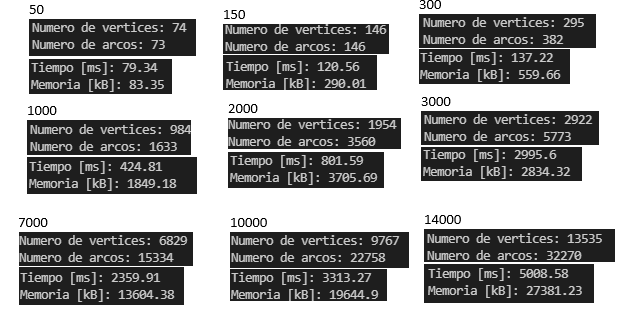 50
Numero de vertices: 74
Numero de arcos: 73
Tiempo [ms]: 79.34
Memoria [kB]: 83.35
150
Numero de vertices: 146
Numero de arcos: 146
Tiempo [ms]: 120.56
Memoria [kB]: 290.01
300
Numero de vertices: 295
Numero de arcos: 382
Tiempo [ms]: 137.22
Memoria [kB]: 559.66
1000
Numero de vertices: 984
Numero de arcos: 1633
Tiempo [ms]: 424.81
Memoria [kB]: 1849.18
2000
Numero de vertices: 1954
Numero de arcos: 3560
Tiempo [ms]: 801.59
Memoria [kB]: 3705.69
3000
Numero de vertices: 2922
Numero de arcos: 5773
Tiempo [ms]: 2995.6
Memoria [kB]: 2834.32
7000
Numero de vertices: 6829
Numero de arcos: 15334
Tiempo [ms]: 2359.91
Memoria [kB]: 13604.38
10000
Numero de vertices: 9767
Numero de arcos: 22758
Tiempo [ms]: 3313.27
Memoria [kB]: 19644.9
14000
Numero de vertices: 13535
Numero de arcos: 32270
Tiempo [ms]: 5008.58
Memoria [kB]: 27381.23